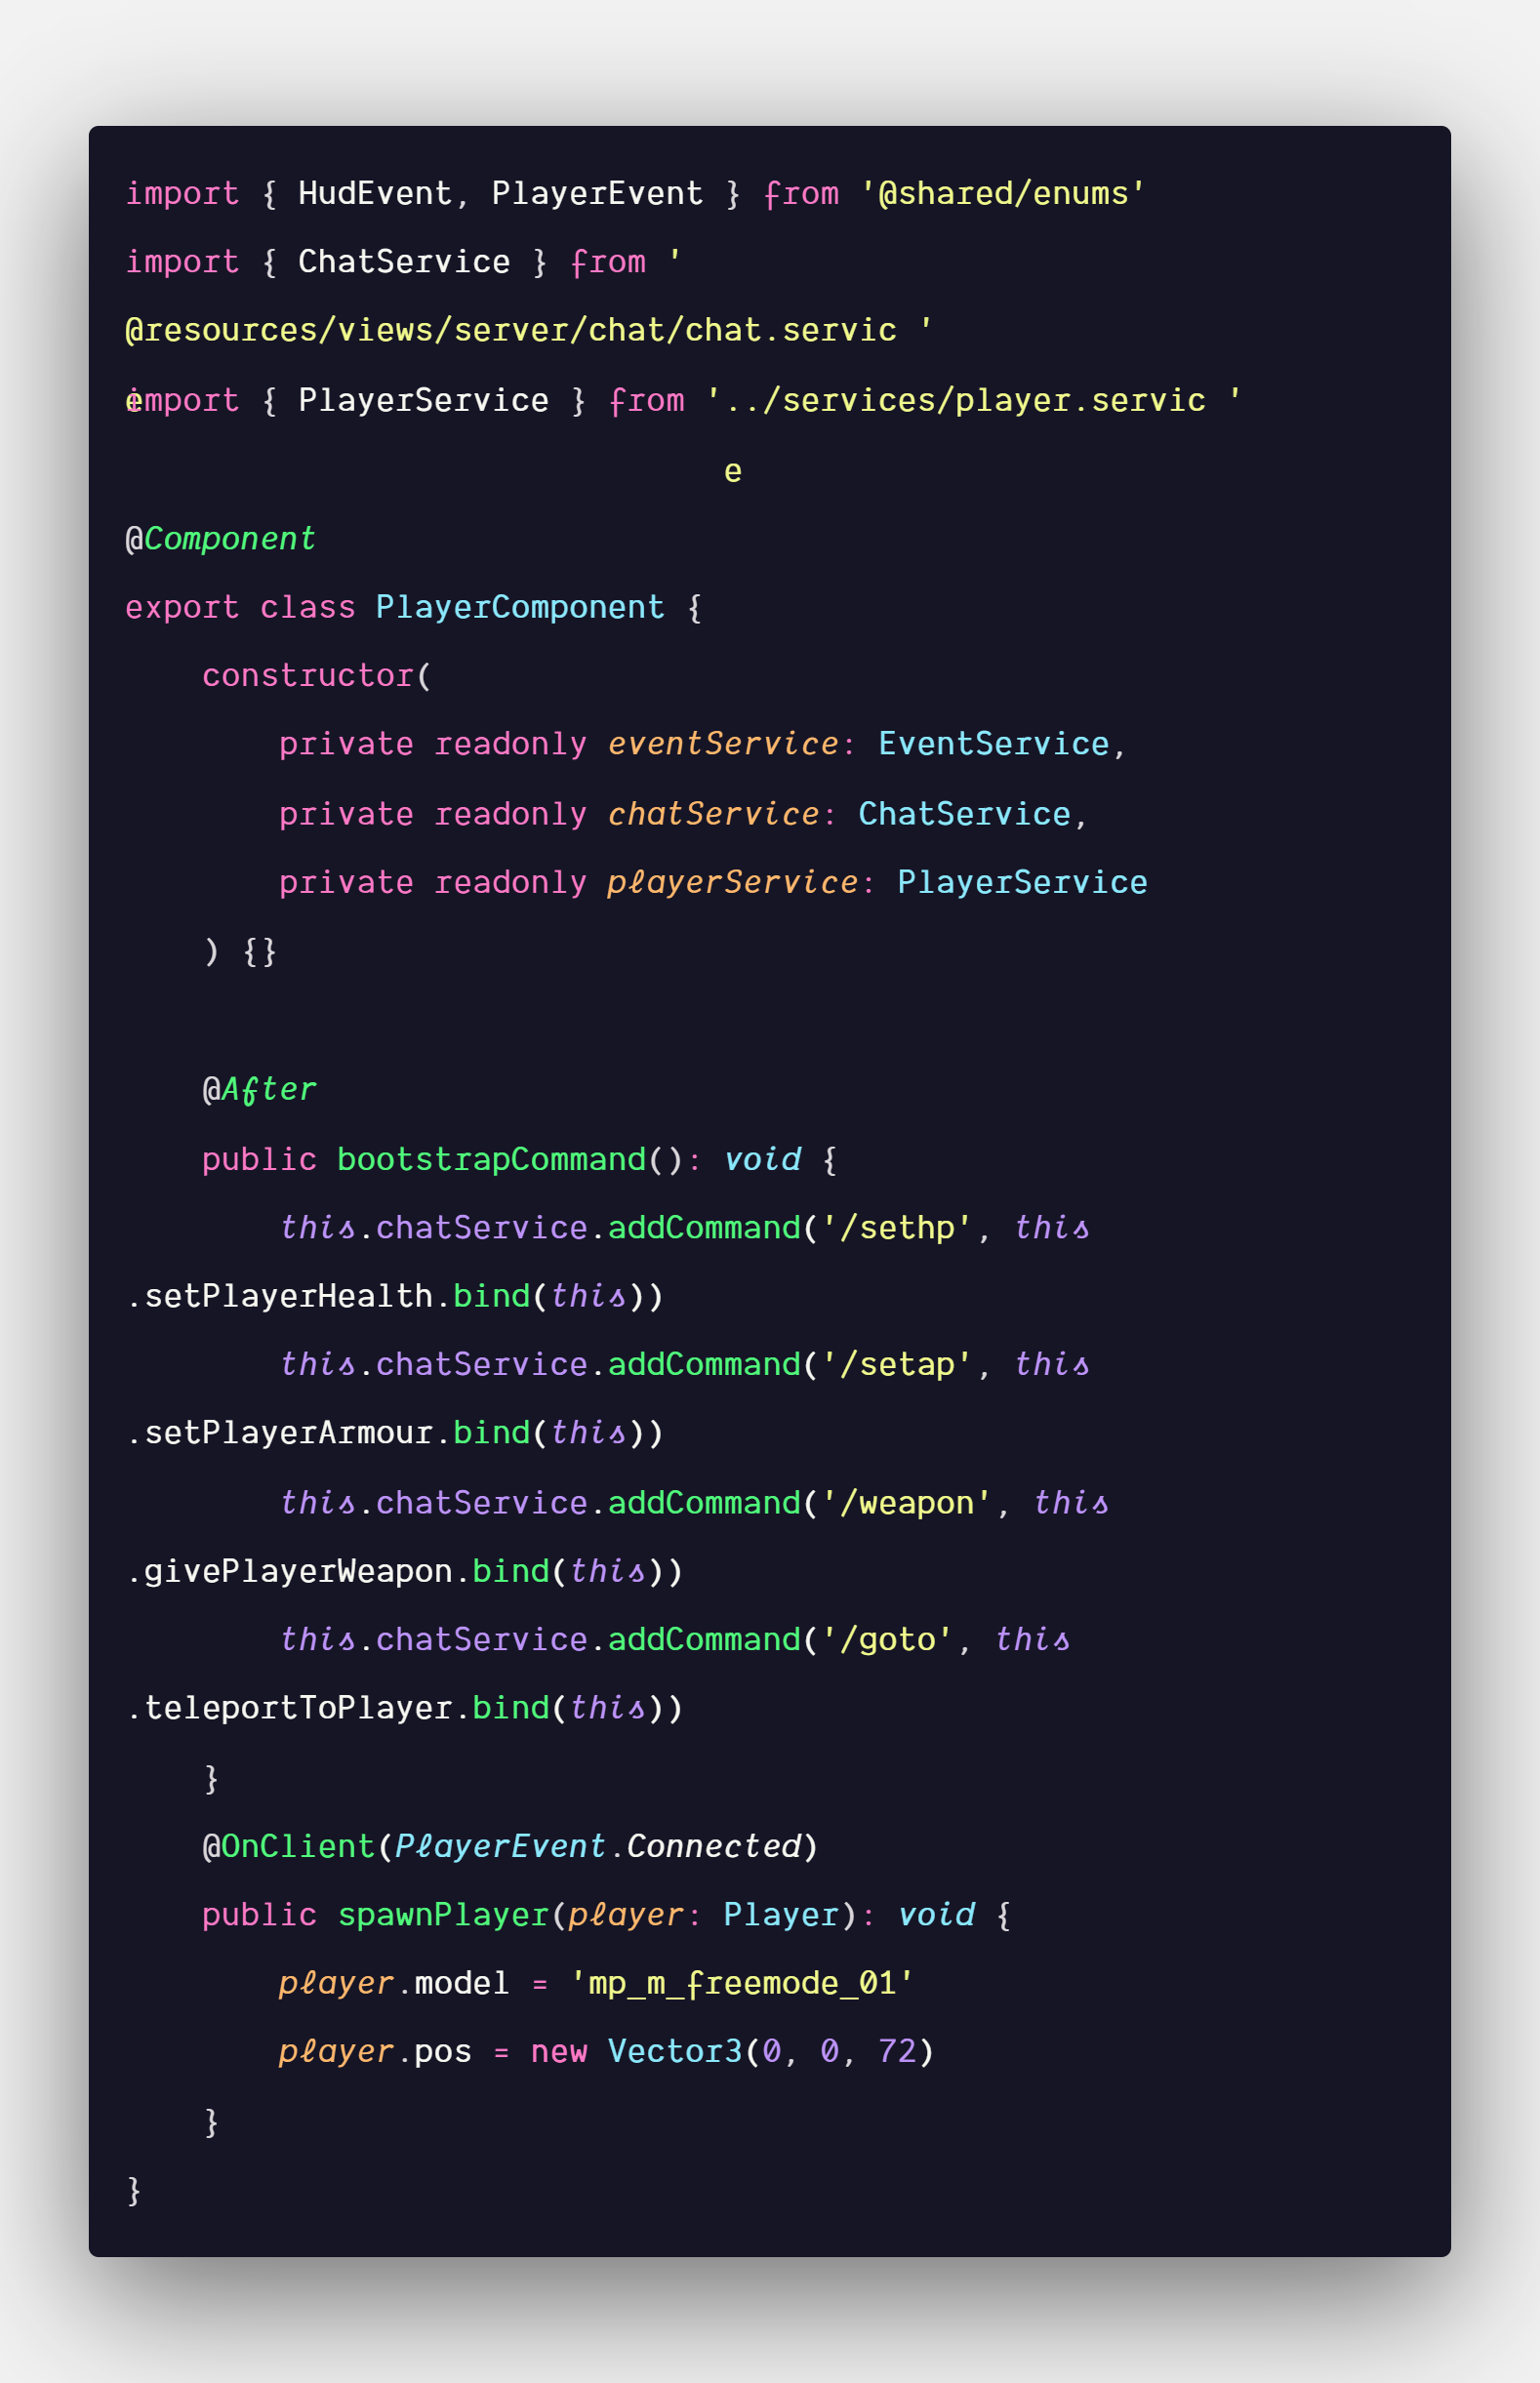 import { HudEvent, PlayerEvent } from '@shared/enums'
import { ChatService } from '
@resources/views/server/chat/chat.servic '
eimport { PlayerService } from '../services/player.servic '
e
@Component
export class PlayerComponent {
    constructor(
        private readonly eventService: EventService,
        private readonly chatService: ChatService,
        private readonly playerService: PlayerService
    ) {}

    @After
    public bootstrapCommand(): void {
        this.chatService.addCommand('/sethp', this
.setPlayerHealth.bind(this))
        this.chatService.addCommand('/setap', this
.setPlayerArmour.bind(this))
        this.chatService.addCommand('/weapon', this
.givePlayerWeapon.bind(this))
        this.chatService.addCommand('/goto', this
.teleportToPlayer.bind(this))
    }
    @OnClient(PlayerEvent.Connected)
    public spawnPlayer(player: Player): void {
        player.model = 'mp_m_freemode_01'
        player.pos = new Vector3(0, 0, 72)
    }
}